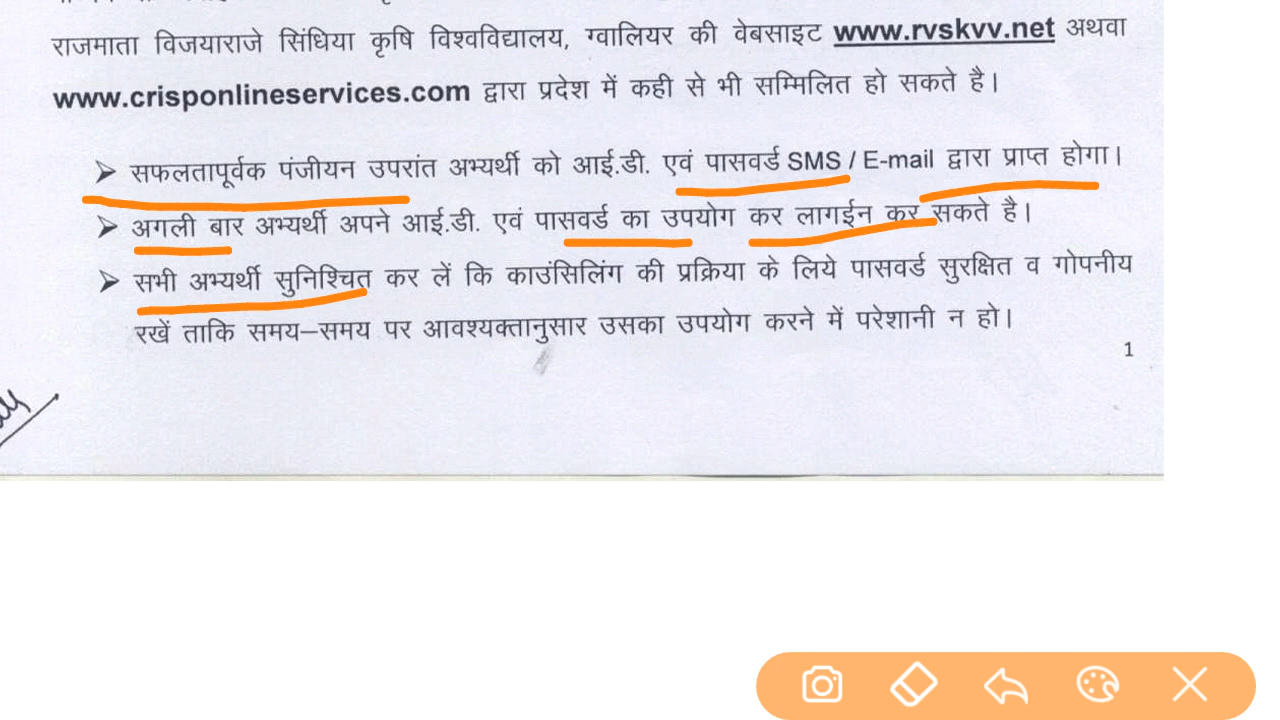 राजमाता विजयाराजे सिंधिया कृषि विश्वविद्यालय, ग्वालियर की वेबसाइट www.rvskvv.net अथवा
www.crisponlineservices.com द्वारा प्रदेश में कही से भी सम्मिलित हो सकते है।
➢ सफलतापूर्वक पंजीयन उपरांत अभ्यर्थी को आई.डी. एवं पासवर्ड SMS / E-mail द्वारा प्राप्त होगा।
➢ अगली बार अभ्यर्थी अपने आई.डी. एवं पासवर्ड का उपयोग कर लागईन कर सकते है।
➢ सभी अभ्यर्थी सुनिश्चित कर लें कि काउंसिलिंग की प्रक्रिया के लिये पासवर्ड सुरक्षित व गोपनीय
रखें ताकि समय–समय पर आवश्यक्तानुसार उसका उपयोग करने में परेशानी न हो।
1